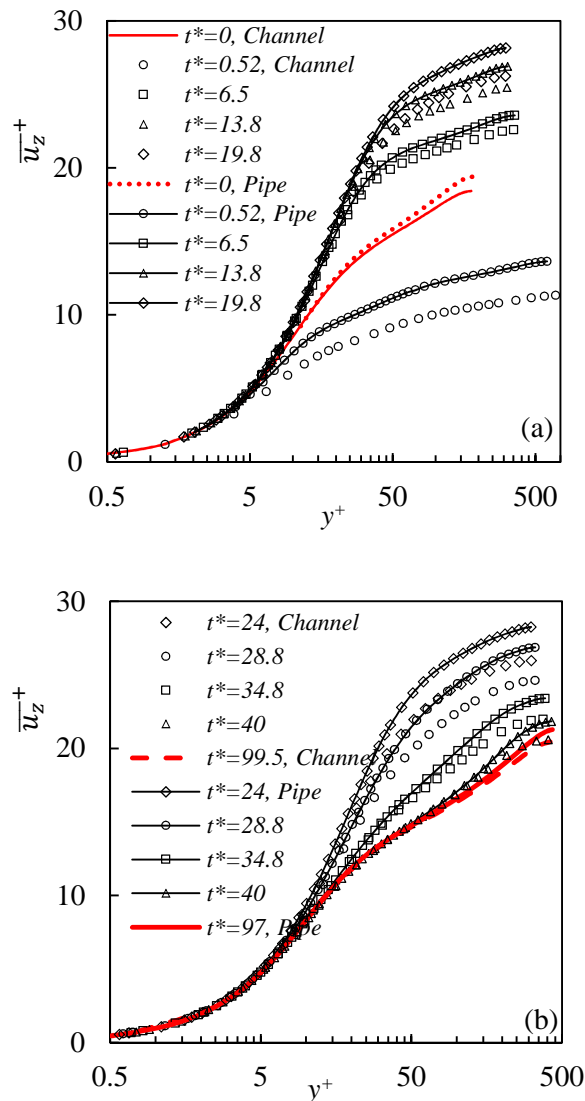 30
t*=0, Channel
t*=0.52, Channel
t*=6.5
t*=13.8
t*=19.8
t*=0, Pipe
t*=0.52, Pipe
t*=6.5
t*=13.8
t*=19.8
20
10
0
u_z^+
(a)
0.5
5
50
500
y^+
30
t*=24, Channel
t*=28.8
t*=34.8
t*=40
t*=99.5, Channel
t*=24, Pipe
t*=28.8
t*=34.8
t*=40
t*=97, Pipe
20
10
0
u_z^+
(b)
0.5
5
50
500
y^+